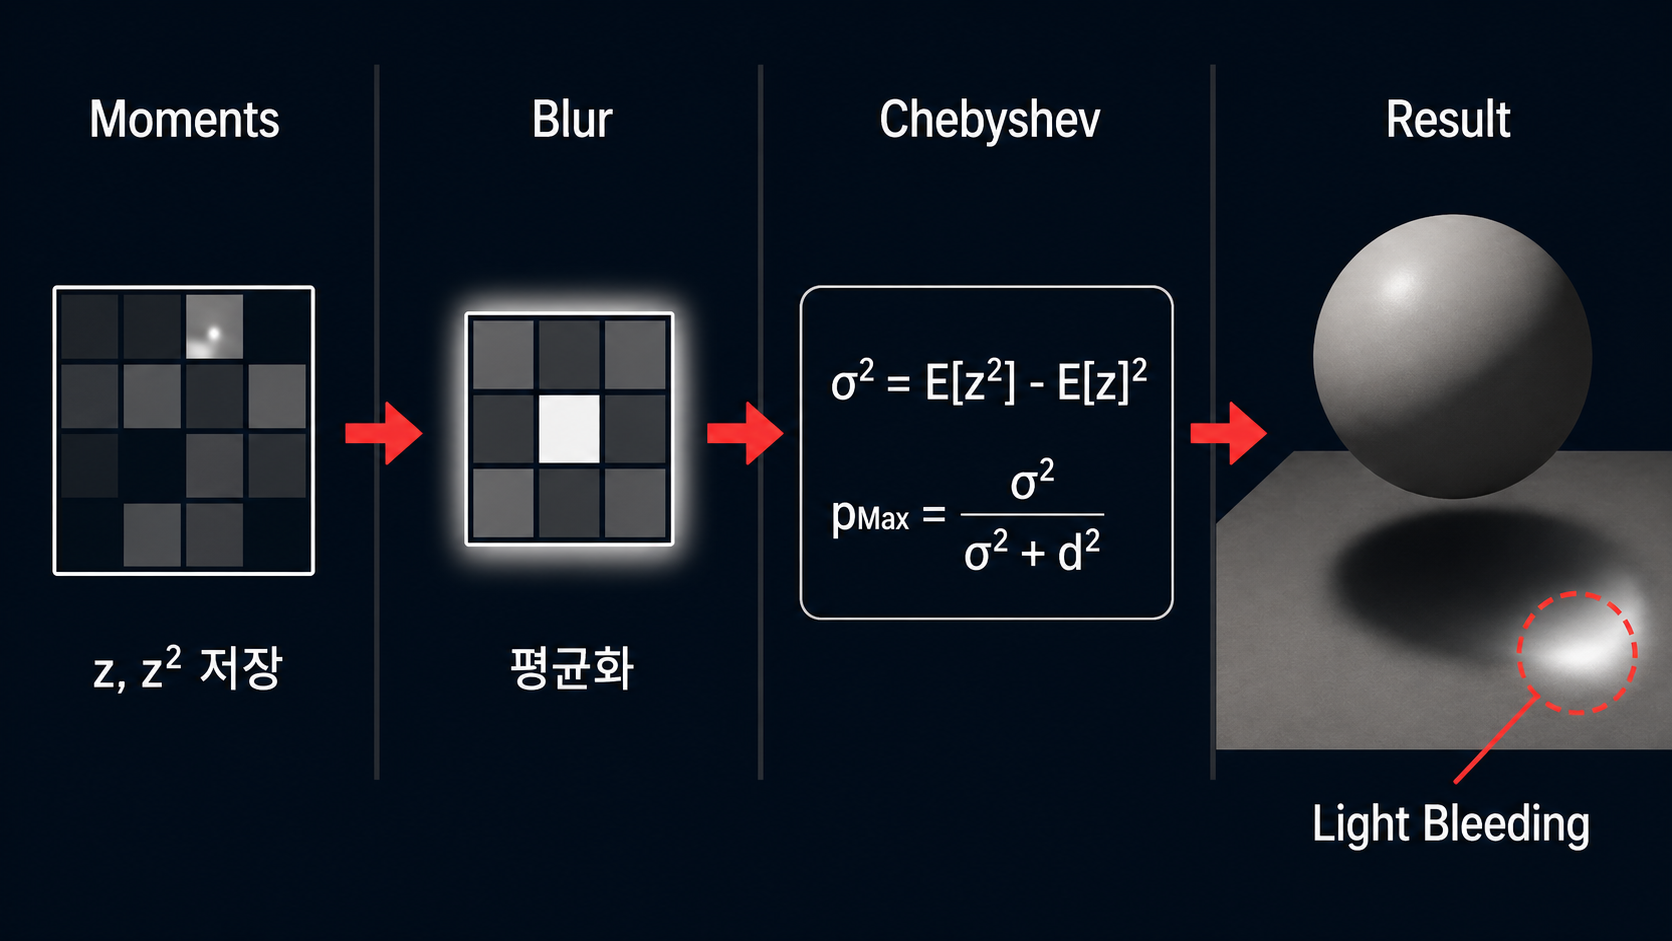 Moments
z, z² 저장
Blur
평균화
Chebyshev
σ² = E[z²] - E[z]²
pMax = σ² / σ² + d²
Result
Light Bleeding